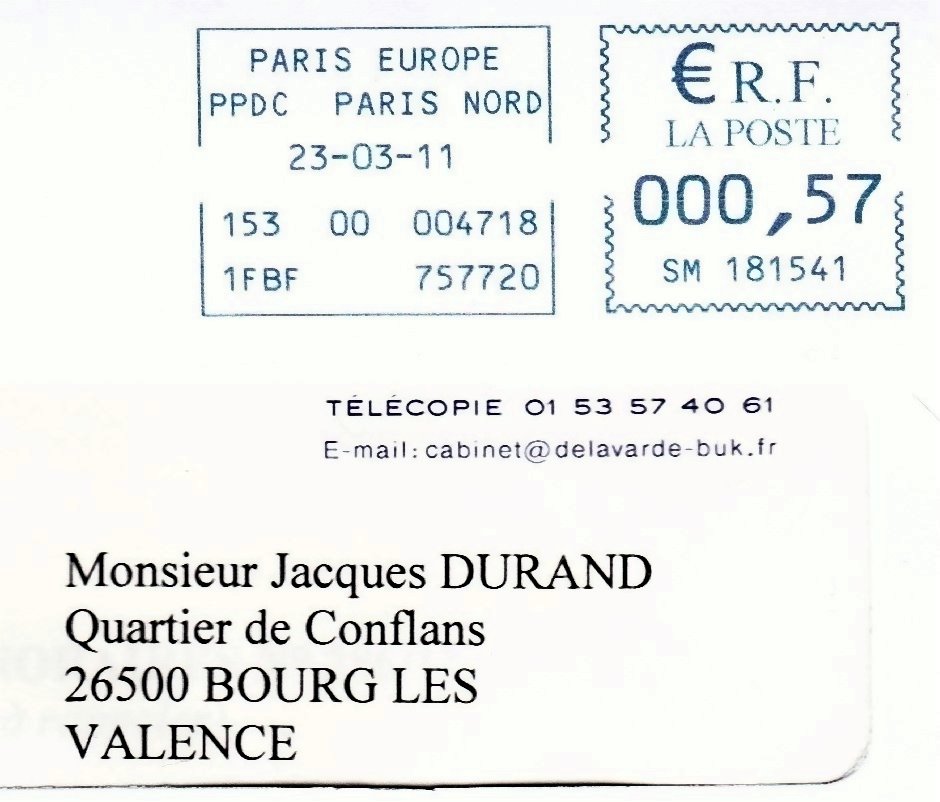 PARIS EUROPE
PPDC PARIS NORD
23-03-11
153 00 004718
1FBF 757720
€ R.F.
LA POSTE
000,57
SM 181541
TÉLÉCOPIE 01 53 57 40 61
E-mail: cabinet@delavarde-buk.fr
Monsieur Jacques DURAND
Quartier de Conflans
26500 BOURG LES
VALENCE